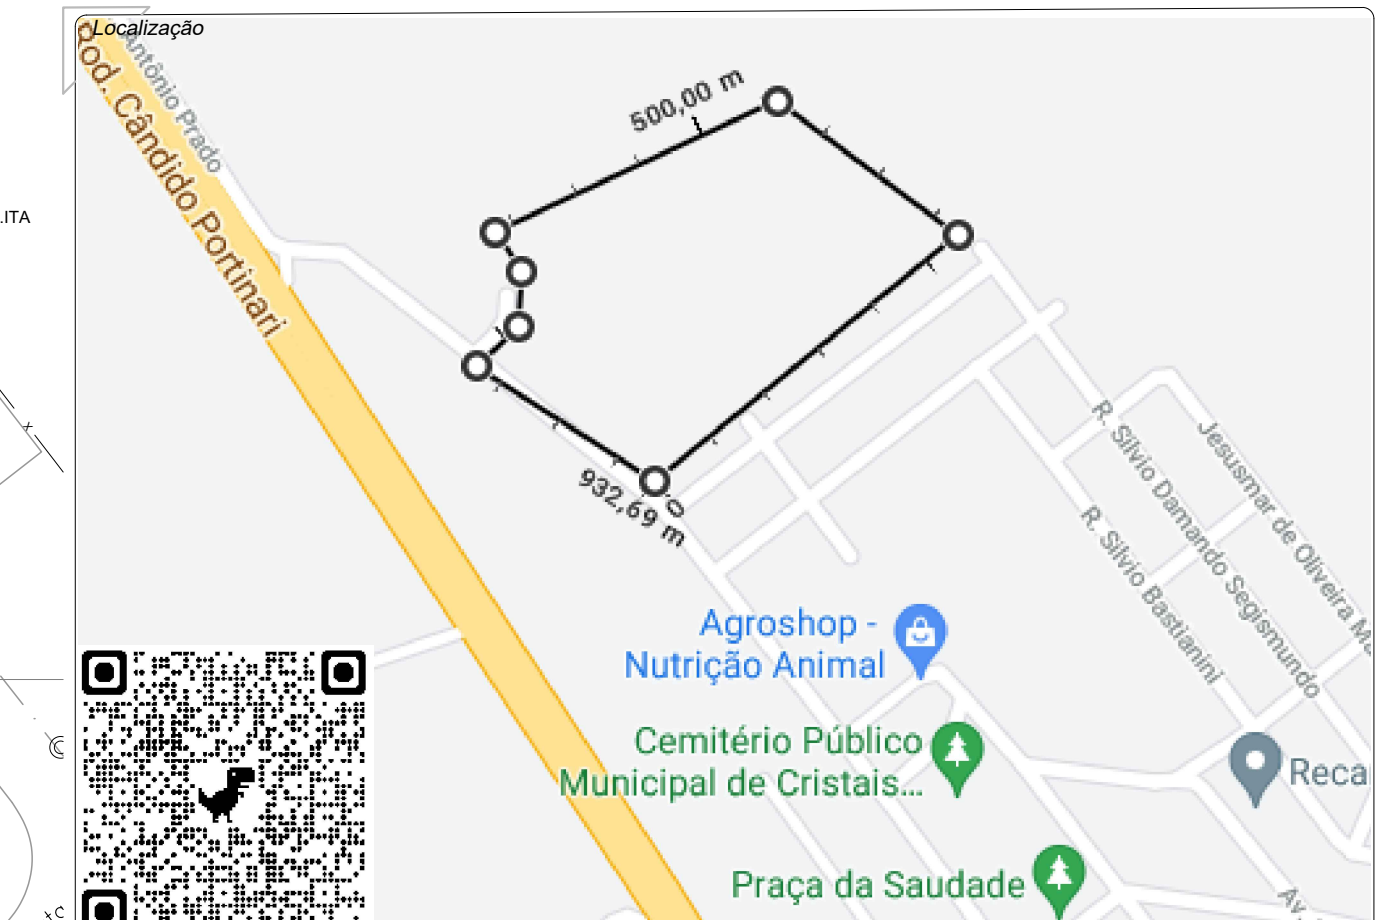 Localização
Rod. Cândido Portinari
Antônio Prado
500,00 m
.ITA
932,69 m
R. Silvio Damando Segismundo
Jesusmar de Oliveira
R. Silvio Bastianini
Agroshop -
Nutrição Animal
Cemitério Público
Municipal de Cristais...
Reca
Praça da Saudade
Av.